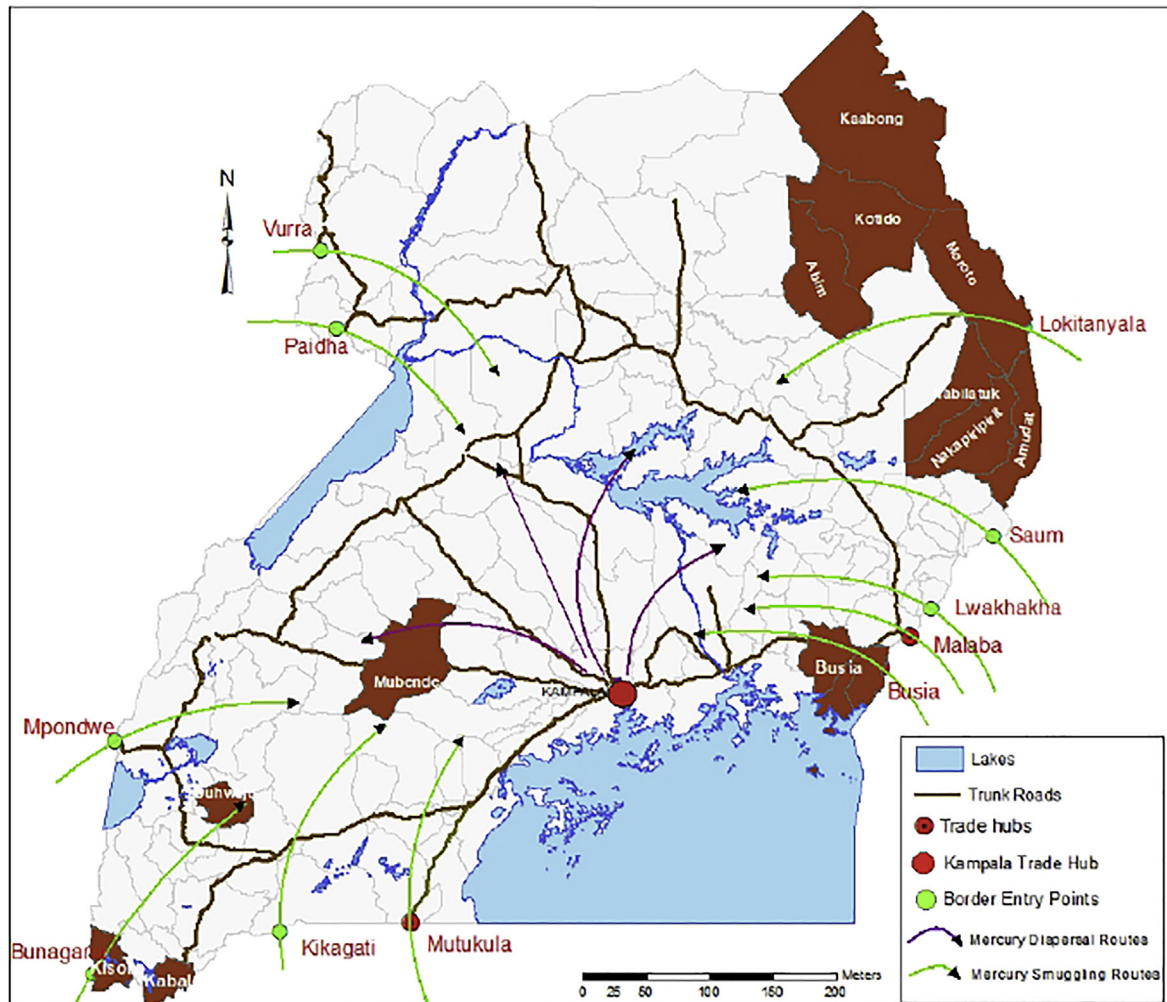 Kaabong
N
Kotido
Vurra
Moroto
Abim
Lokitanyala
Paidha
Nakapiripirit
Amudat
Saum
Lwakhakha
Malaba
Mubende
KAMPALA
Busia
Busia
Mpondwe
Lakes
Trunk Roads
Trade hubs
Kampala Trade Hub
Border Entry Points
Bunagan
Kikagati
Mutukula
Mercury Dispersal Routes
Kabal
Meters
Mercury Smuggling Routes
0 25 50 100 150 200